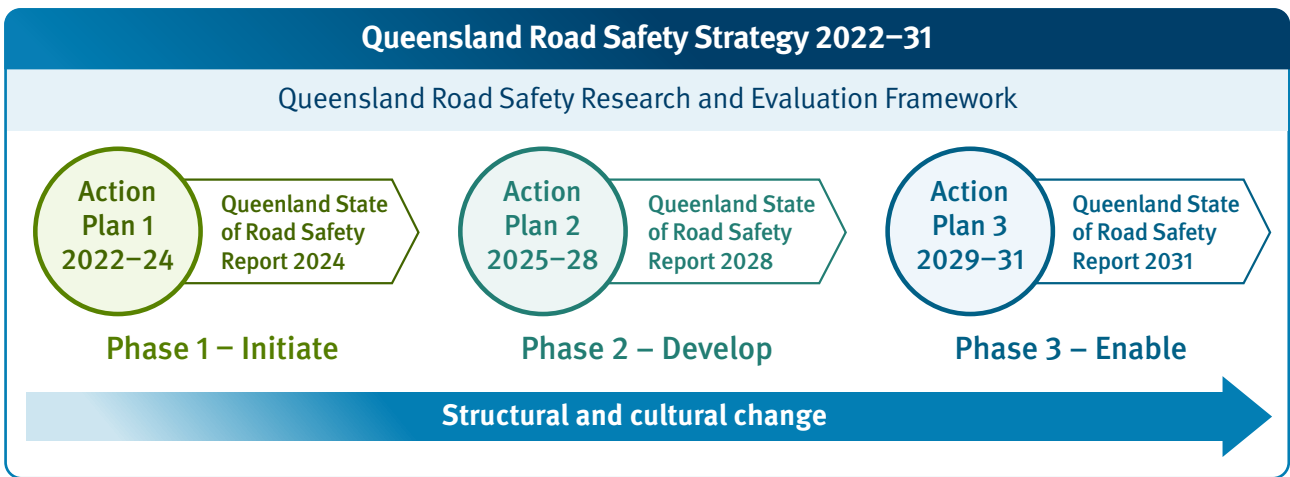 Queensland Road Safety Strategy 2022–31
Queensland Road Safety Research and Evaluation Framework
Action
Plan 1
2022–24
Queenland State
of Road Safety
Report 2024
Action
Plan 2
2025–28
Queenland State
of Road Safety
Report 2028
Action
Plan 3
2029–31
Queenland State
of Road Safety
Report 2031
Phase 1 – Initiate
Phase 2 – Develop
Phase 3 – Enable
Structural and cultural change